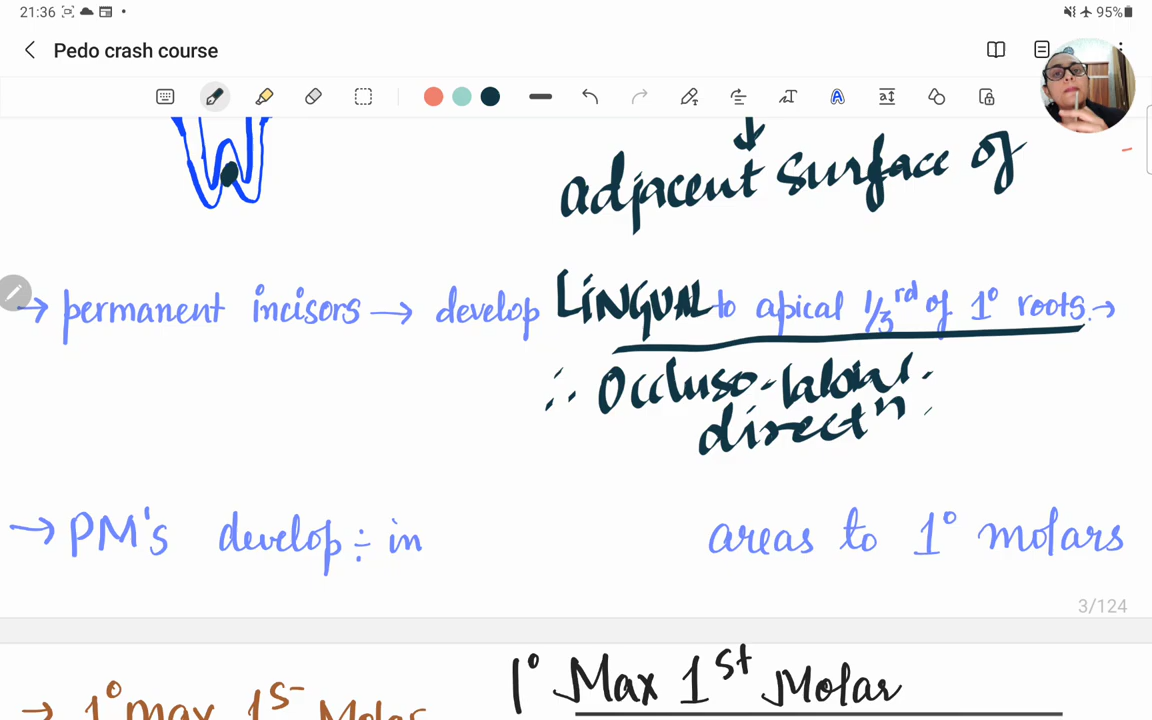 21:36
95%
Pedo crash course
adjacent surface of
→ permanent incisors → develop LINGUAL to apical 1/3rd of 1° roots. →
∴ Occluso-labial.
directn
→ PM's develop ÷ in areas to 1° molars
3/124
1° Max 1st Molar
→ 1° max 1st Molar